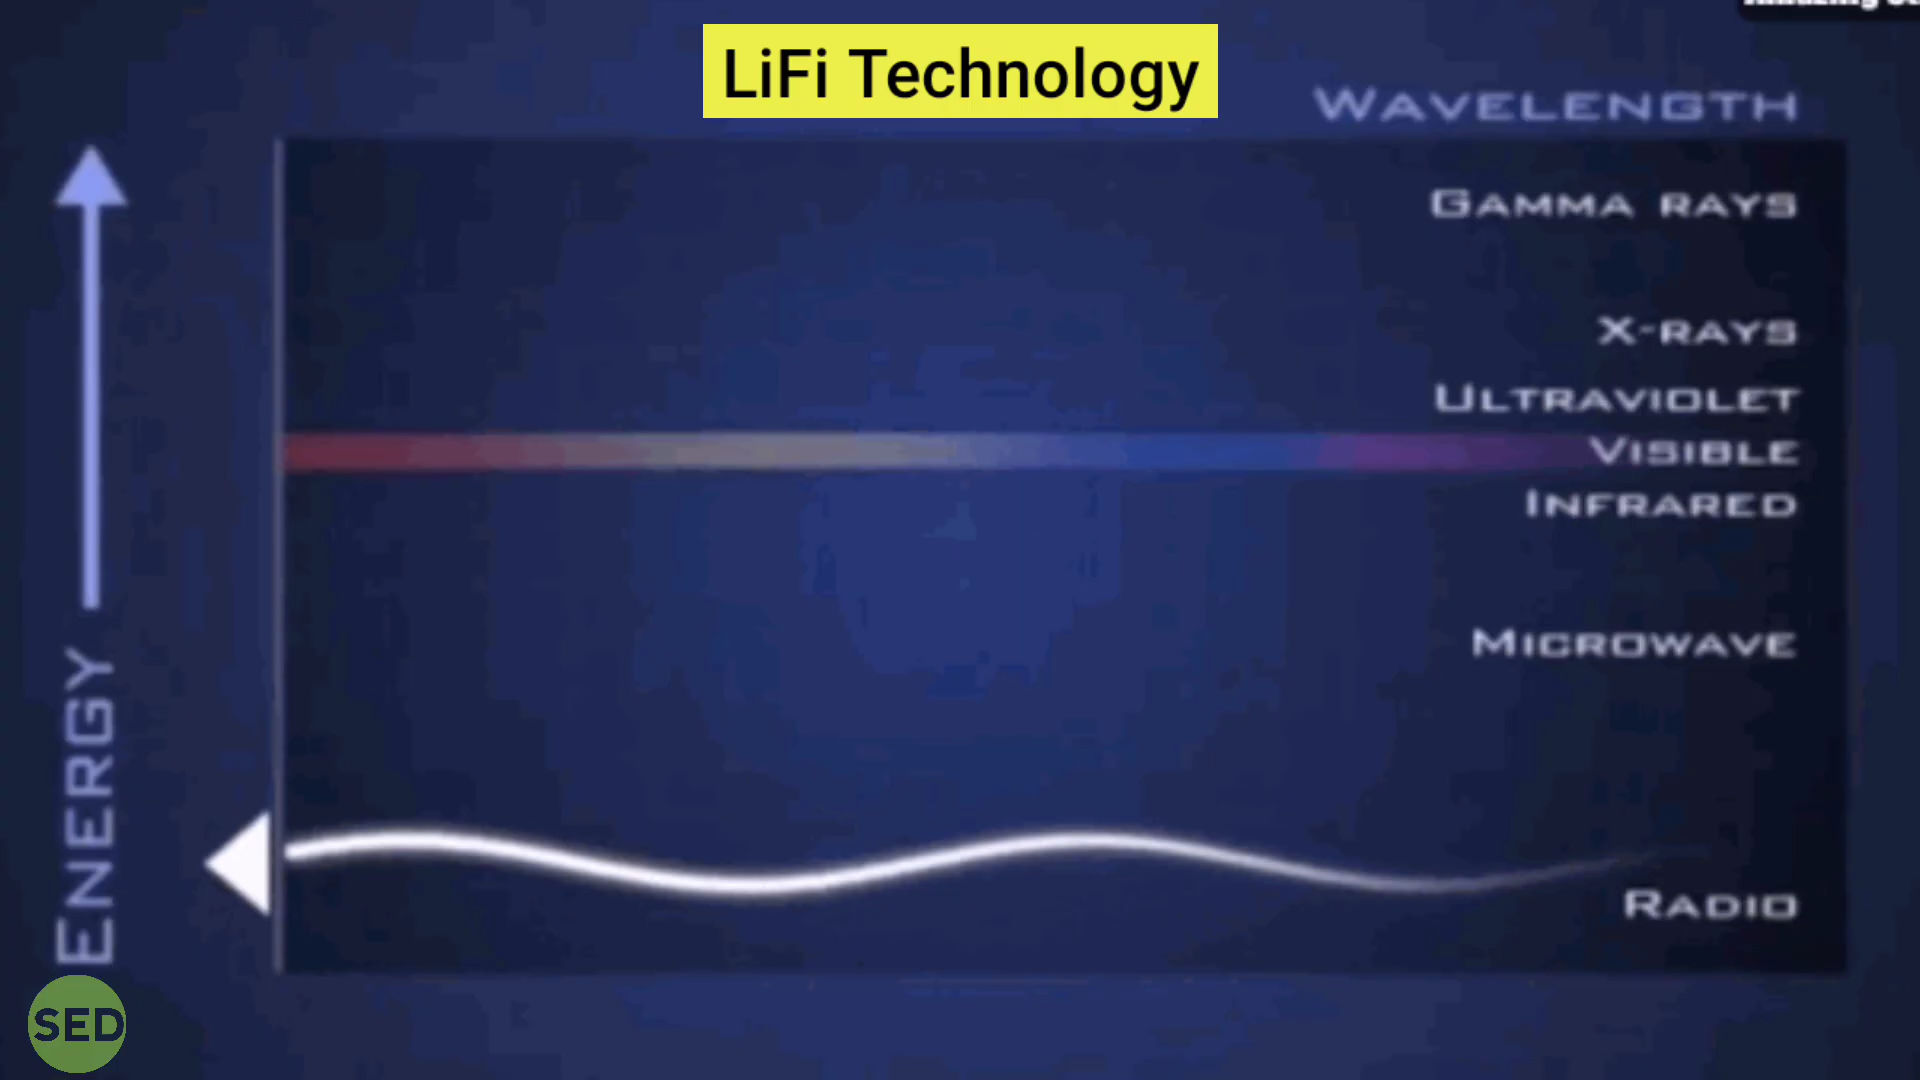 LiFi Technology
WAVELENGTH
GAMMA RAYS
X-RAYS
ULTRAVIOLET
VISIBLE
INFRARED
MICROWAVE
RADIO
ENERGY
SED